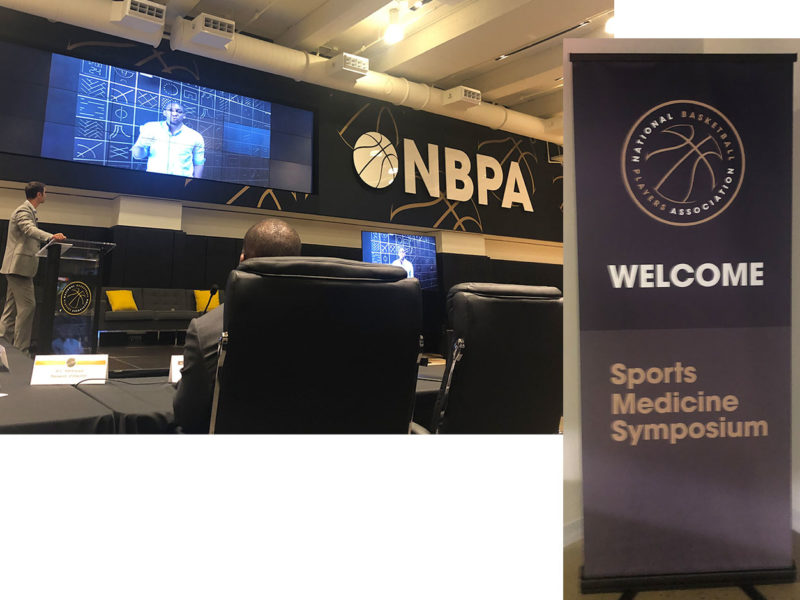 NBPA
NATIONAL BASKETBALL
PLAYERS ASSOCIATION
WELCOME
Sports
Medicine
Symposium